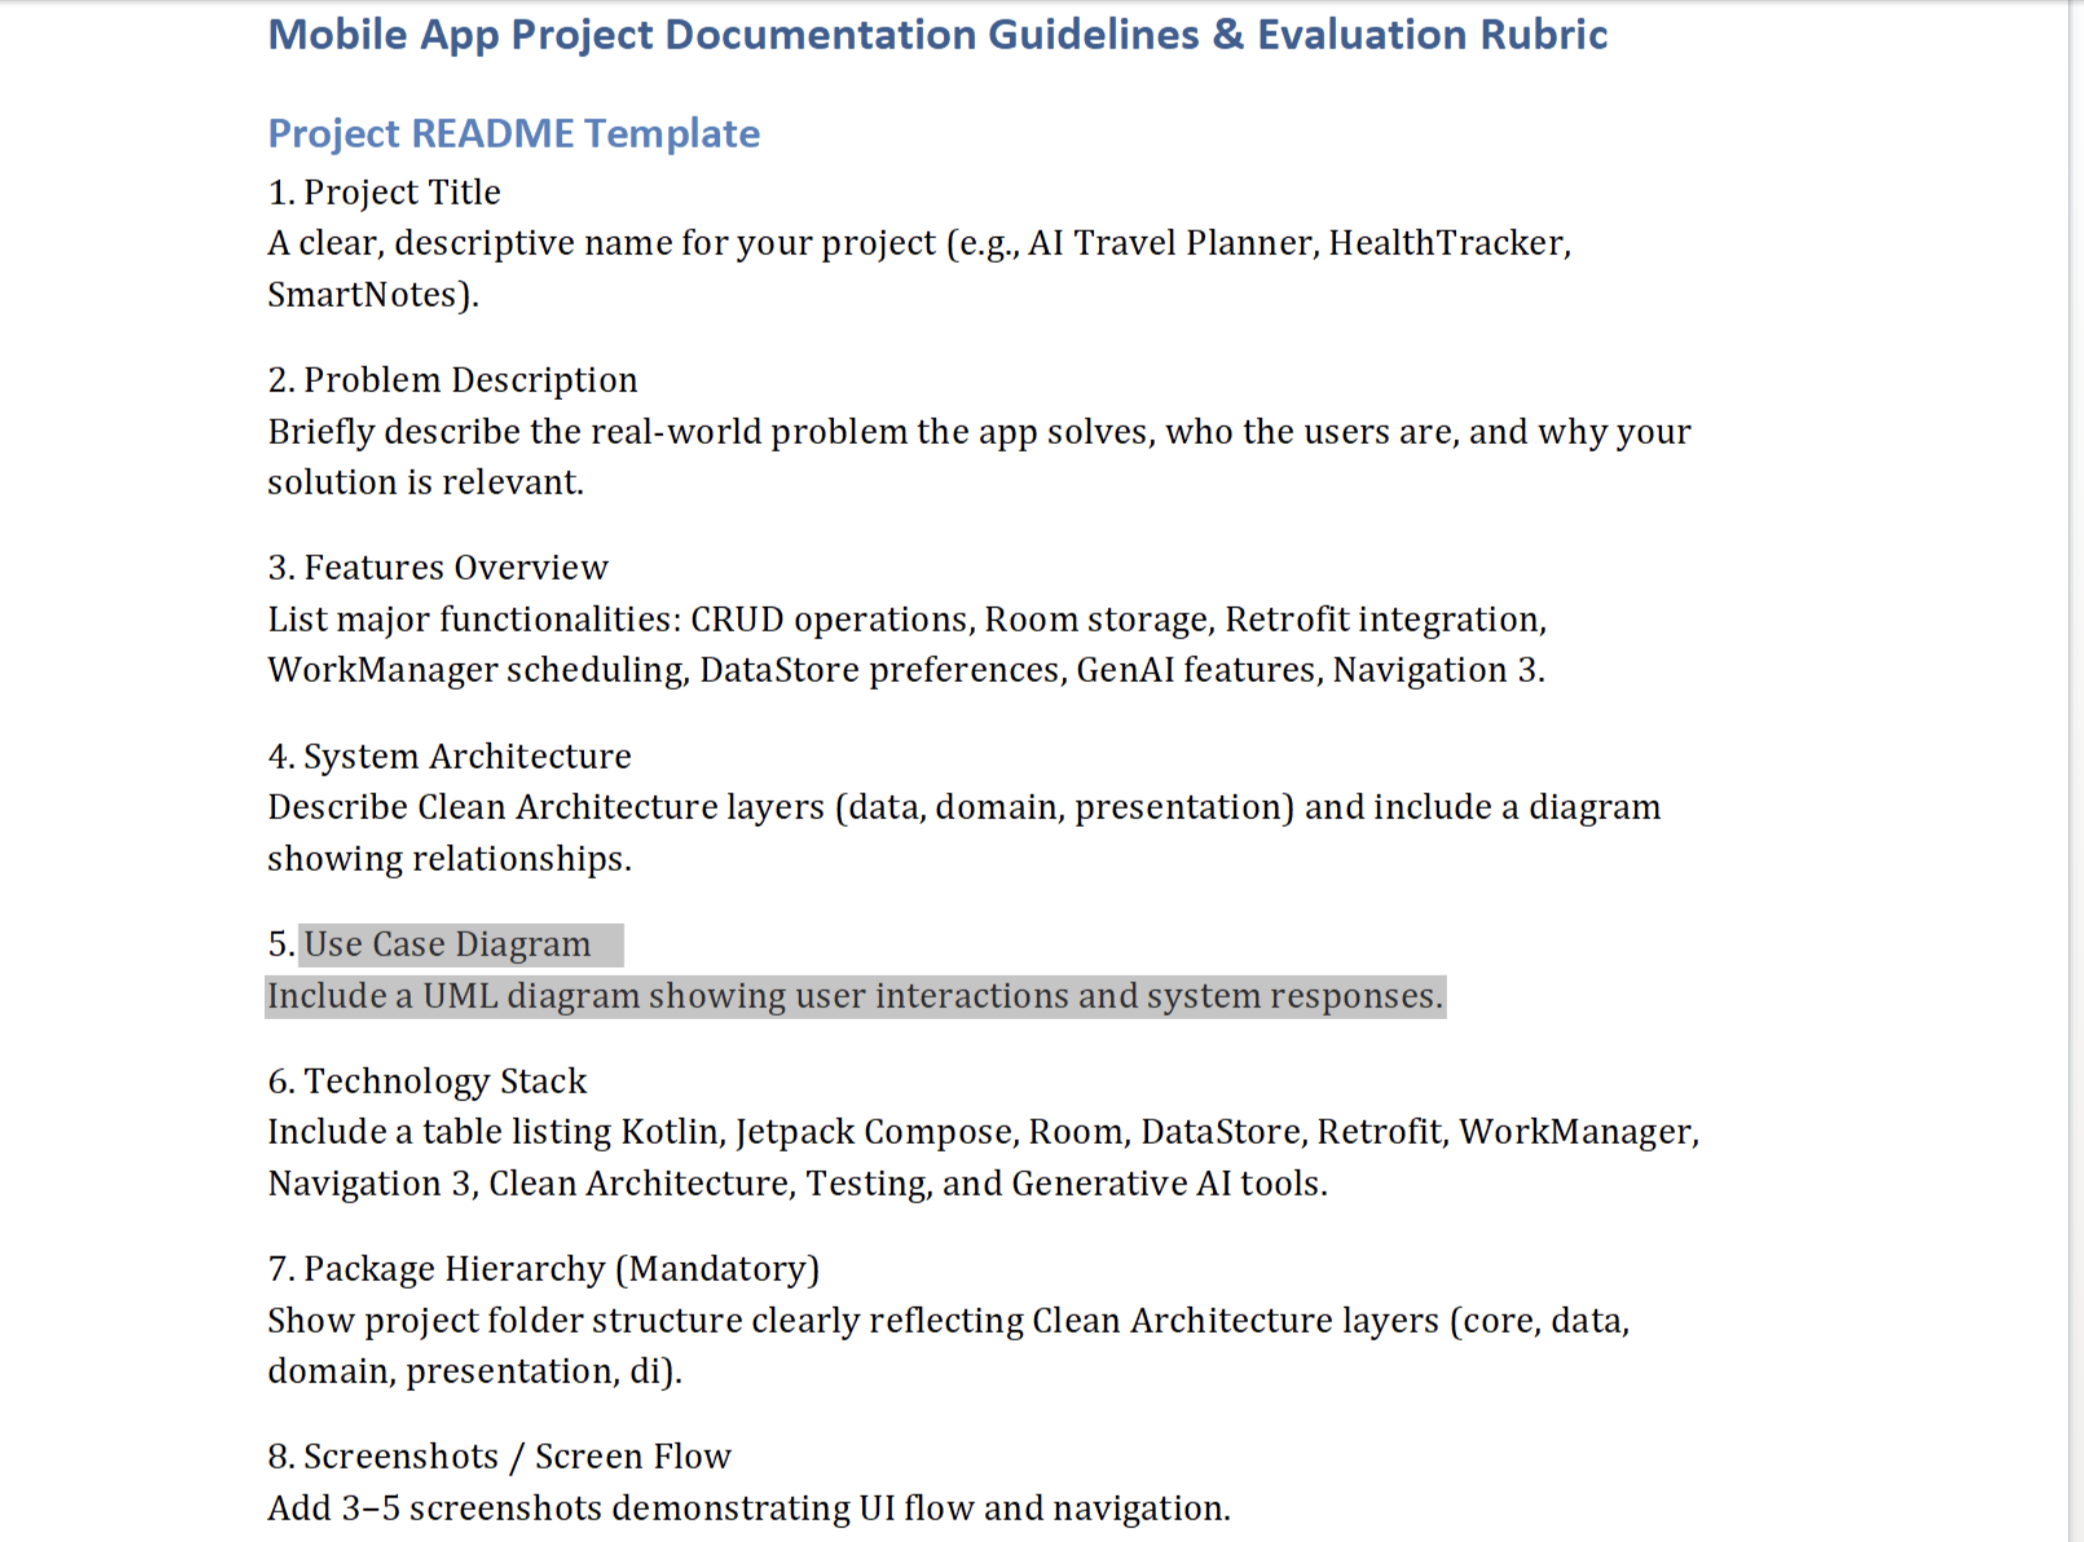 Mobile App Project Documentation Guidelines & Evaluation Rubric
Project README Template
1. Project Title
A clear, descriptive name for your project (e.g., AI Travel Planner, HealthTracker,
SmartNotes).
2. Problem Description
Briefly describe the real-world problem the app solves, who the users are, and why your
solution is relevant.
3. Features Overview
List major functionalities: CRUD operations, Room storage, Retrofit integration,
WorkManager scheduling, DataStore preferences, GenAI features, Navigation 3.
4. System Architecture
Describe Clean Architecture layers (data, domain, presentation) and include a diagram
showing relationships.
5. Use Case Diagram
Include a UML diagram showing user interactions and system responses.
6. Technology Stack
Include a table listing Kotlin, Jetpack Compose, Room, DataStore, Retrofit, WorkManager,
Navigation 3, Clean Architecture, Testing, and Generative AI tools.
7. Package Hierarchy (Mandatory)
Show project folder structure clearly reflecting Clean Architecture layers (core, data,
domain, presentation, di).
8. Screenshots / Screen Flow
Add 3–5 screenshots demonstrating UI flow and navigation.